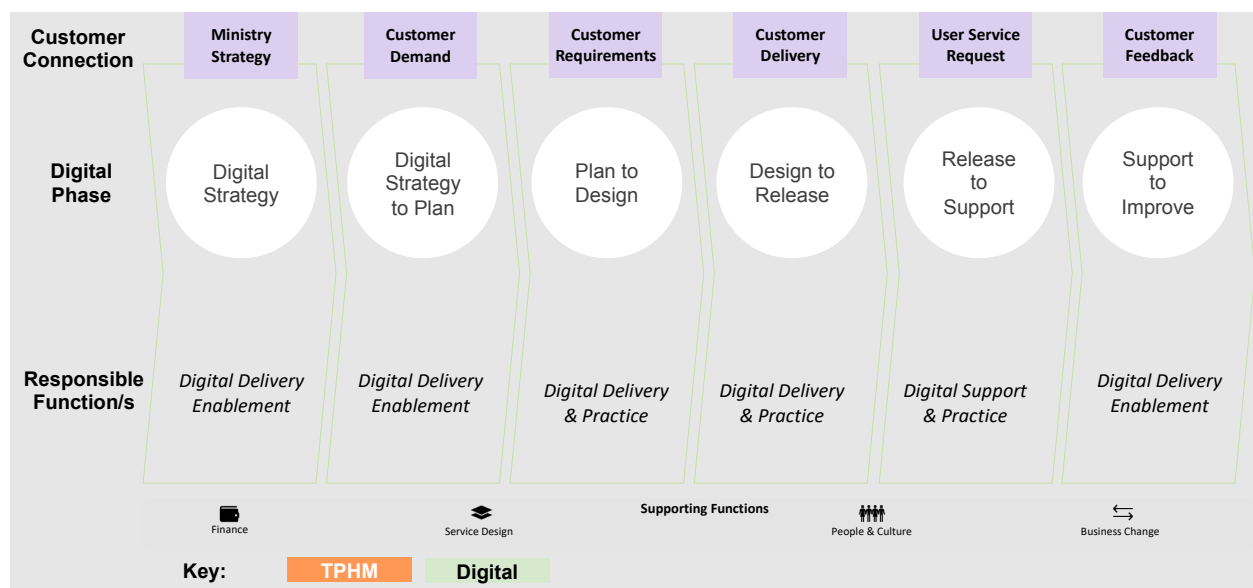 Customer
Connection
Ministry
Strategy
Customer
Demand
Customer
Requirements
Customer
Delivery
User Service
Request
Customer
Feedback
Digital
Phase
Digital
Strategy
Digital
Strategy
to Plan
Plan to
Design
Design to
Release
Release
to
Support
Support
to
Improve
Responsible
Function/s
Digital Delivery
Enablement
Digital Delivery
Enablement
Digital Delivery
& Practice
Digital Delivery
& Practice
Digital Support
& Practice
Digital Delivery
Enablement
Supporting Functions
Finance
Service Design
People & Culture
Business Change
Key:
TPHM
Digital